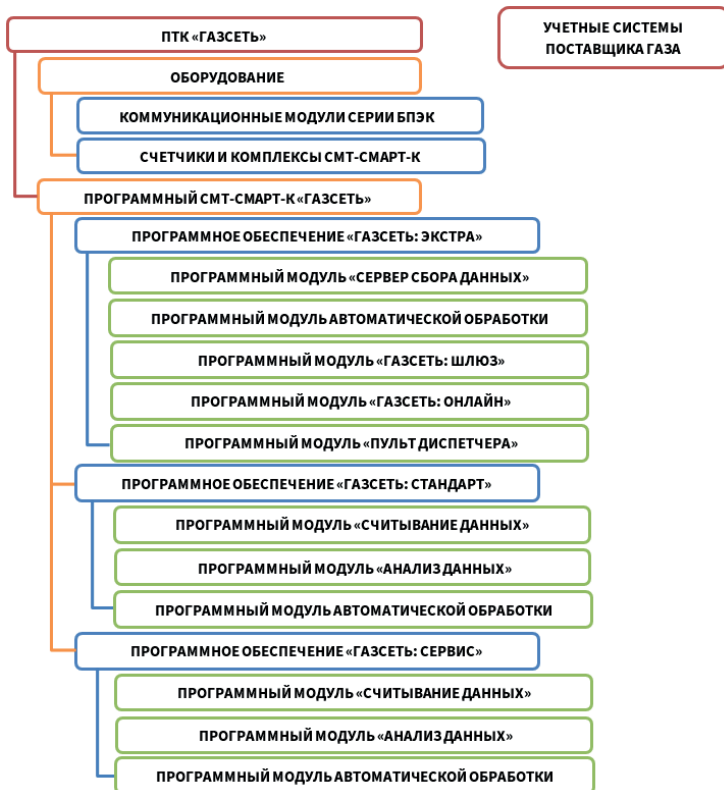 ПТК «ГАЗСЕТЬ»
УЧЕТНЫЕ СИСТЕМЫ
ПОСТАВЩИКА ГАЗА
ОБОРУДОВАНИЕ
КОММУНИКАЦИОННЫЕ МОДУЛИ СЕРИИ БПЭК
СЧЕТЧИКИ И КОМПЛЕКСЫ СМТ-СМАРТ-К
ПРОГРАММНЫЙ СМТ-СМАРТ-К «ГАЗСЕТЬ»
ПРОГРАММНОЕ ОБЕСПЕЧЕНИЕ «ГАЗСЕТЬ: ЭКСТРА»
ПРОГРАММНЫЙ МОДУЛЬ «СЕРВЕР СБОРА ДАННЫХ»
ПРОГРАММНЫЙ МОДУЛЬ АВТОМАТИЧЕСКОЙ ОБРАБОТКИ
ПРОГРАММНЫЙ МОДУЛЬ «ГАЗСЕТЬ: ШЛЮЗ»
ПРОГРАММНЫЙ МОДУЛЬ «ГАЗСЕТЬ: ОНЛАЙН»
ПРОГРАММНЫЙ МОДУЛЬ «ПУЛЬТ ДИСПЕТЧЕРА»
ПРОГРАММНОЕ ОБЕСПЕЧЕНИЕ «ГАЗСЕТЬ: СТАНДАРТ»
ПРОГРАММНЫЙ МОДУЛЬ «СЧИТЫВАНИЕ ДАННЫХ»
ПРОГРАММНЫЙ МОДУЛЬ «АНАЛИЗ ДАННЫХ»
ПРОГРАММНЫЙ МОДУЛЬ АВТОМАТИЧЕСКОЙ ОБРАБОТКИ
ПРОГРАММНОЕ ОБЕСПЕЧЕНИЕ «ГАЗСЕТЬ: СЕРВИС»
ПРОГРАММНЫЙ МОДУЛЬ «СЧИТЫВАНИЕ ДАННЫХ»
ПРОГРАММНЫЙ МОДУЛЬ «АНАЛИЗ ДАННЫХ»
ПРОГРАММНЫЙ МОДУЛЬ АВТОМАТИЧЕСКОЙ ОБРАБОТКИ